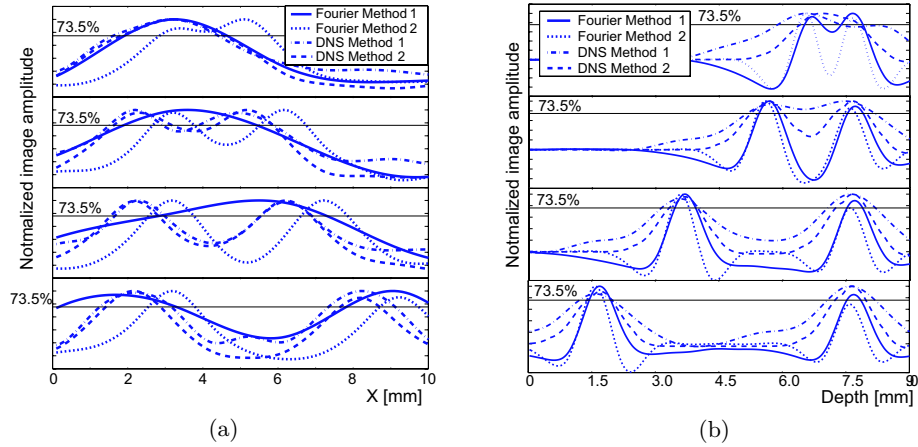 Notmalized image amplitude
73.5%
Fourier Method 1
Fourier Method 2
DNS Method 1
DNS Method 2
73.5%
73.5%
73.5%
0 2 4 6 8 10
X [mm]
(a)
Notmalized image amplitude
Fourier Method 1
Fourier Method 2
DNS Method 1
DNS Method 2
73.5%
73.5%
73.5%
73.5%
0 1.5 3.0 4.5 6.0 7.5 9.0
Depth [mm]
(b)